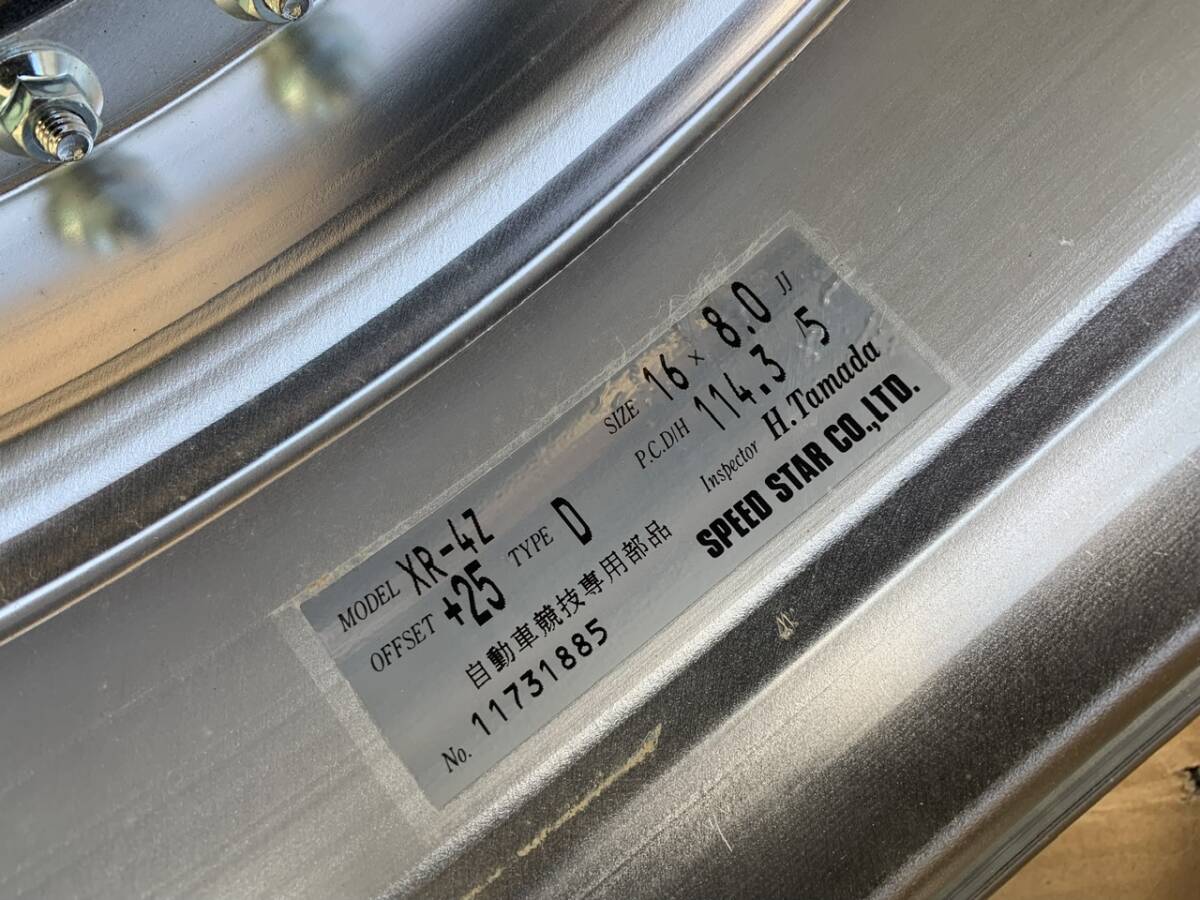 MODEL XR-4Z SIZE 16 × 8.0 JJ
OFFSET +25 TYPE D P.C.D/H 114.3 /5
自動車競技専用部品 Inspector H.Tamada
No. 11731885 SPEED STAR CO.,LTD.